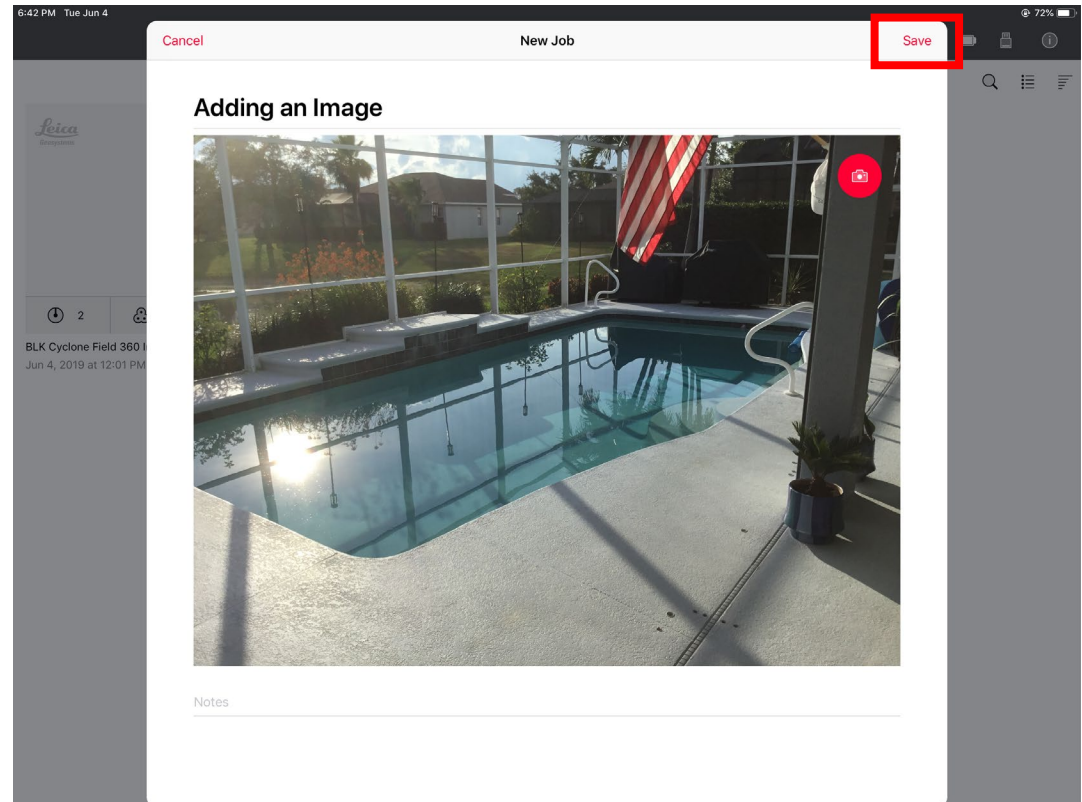 6:42 PM Tue Jun 4
72%
Cancel
New Job
Save
Adding an Image
Leica
Geosystems
2
BLK Cyclone Field 360 I
Jun 4, 2019 at 12:01 PM
Notes